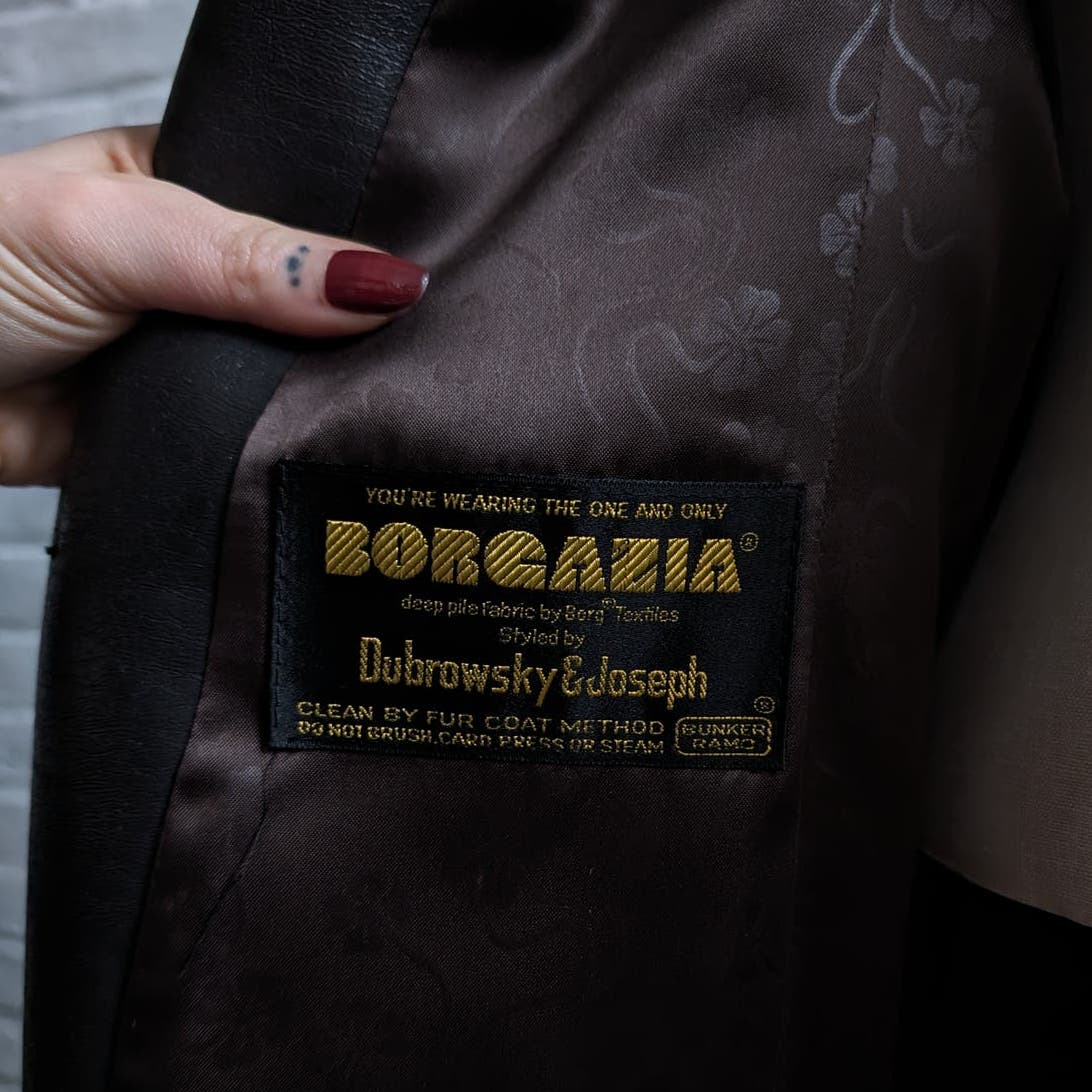 YOU'RE WEARING THE ONE AND ONLY
BORGAZIA®
deep pile fabric by Borg® Textiles
Styled by
Dubrowsky & Joseph
CLEAN BY FUR COAT METHOD
DO NOT BRUSH, CARD, PRESS OR STEAM
BUNKER ®
RAMO